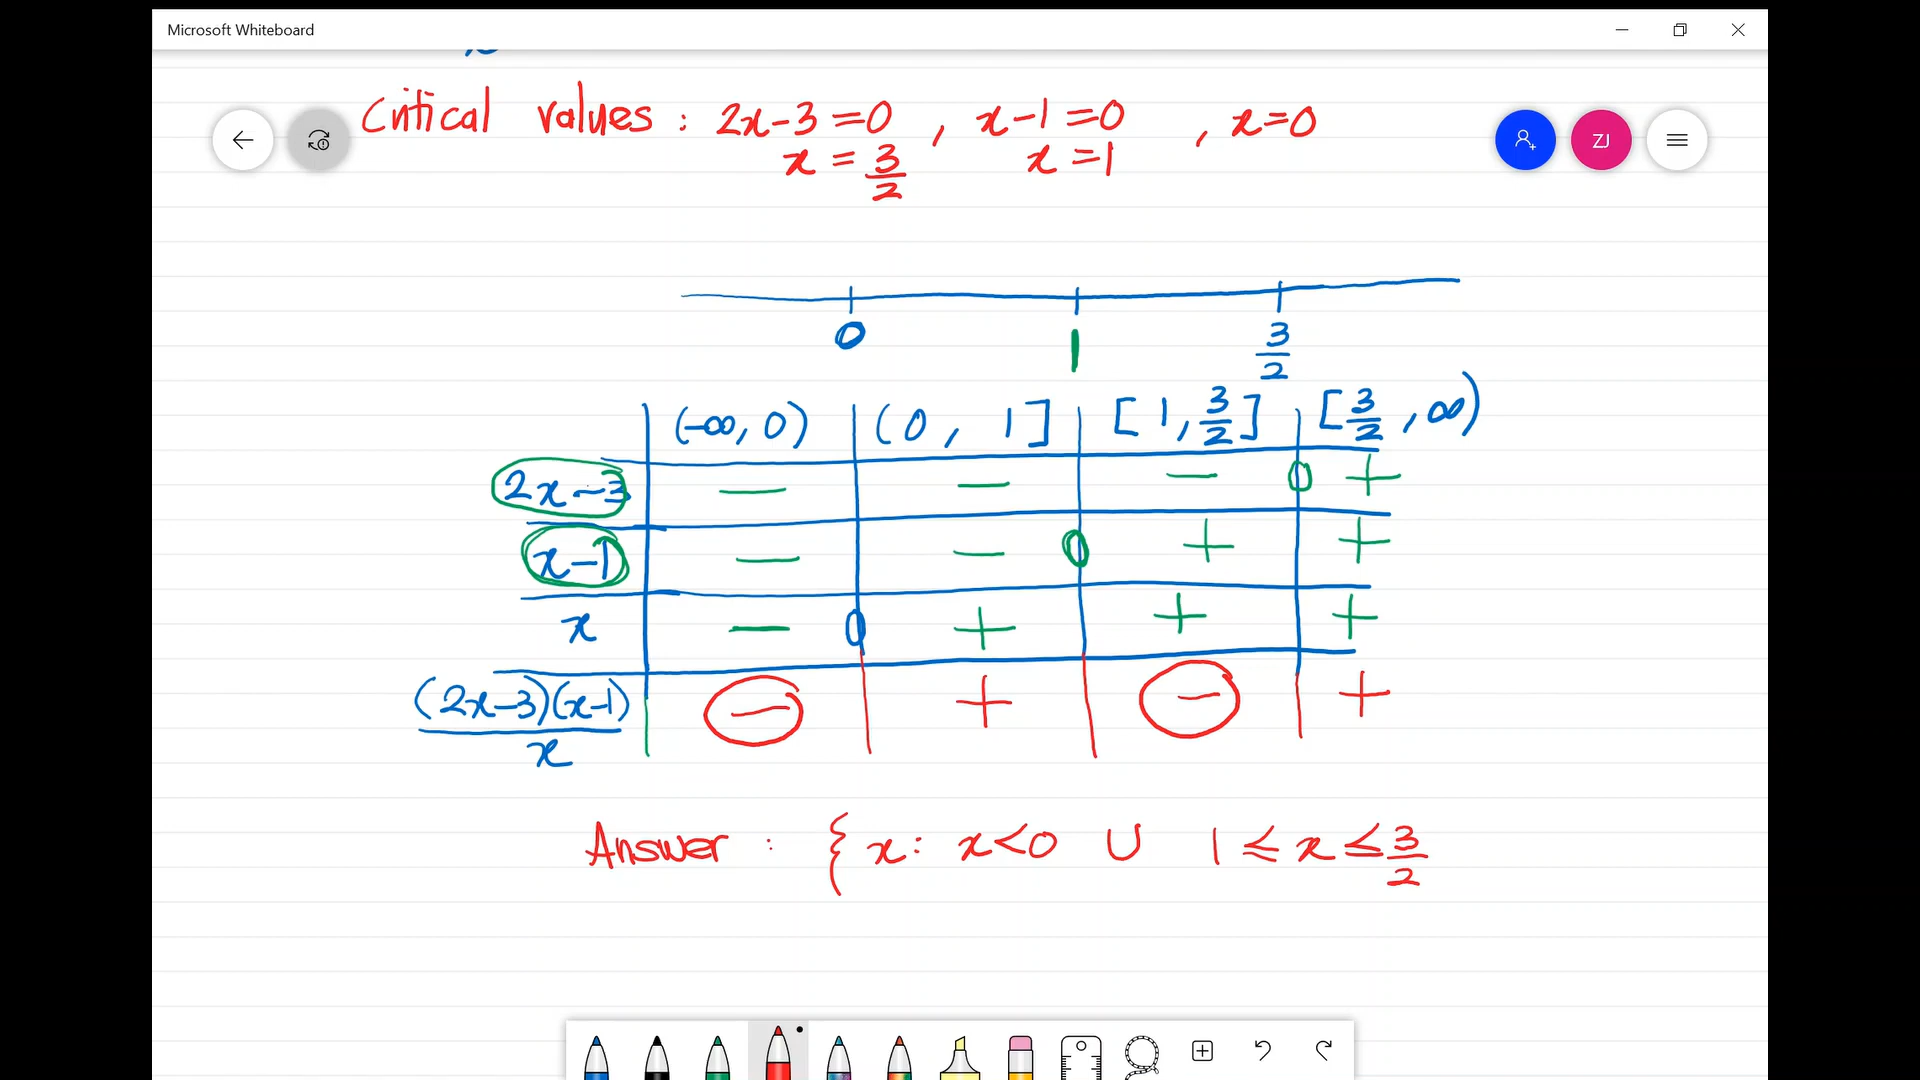 Microsoft Whiteboard
Critical values : 2x-3=0 , x-1=0 , x=0
x = 3/2 x=1
ZJ
0 1 3/2
(-∞, 0) (0, 1] [1, 3/2] [3/2, ∞)
2x-3 — — — 0 +
x-1 — — 0 + +
x — 0 + + +
(2x-3)(x-1)/x — + — +
Answer : { x: x<0 ∪ 1 ≤ x ≤ 3/2